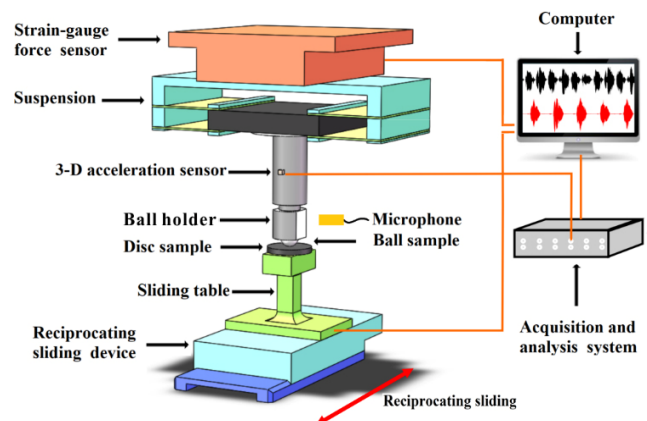 Strain-gauge
force sensor
Suspension
3-D acceleration sensor
Ball holder
Disc sample
Sliding table
Reciprocating
sliding device
Computer
Microphone
Ball sample
Acquisition and
analysis system
Reciprocating sliding